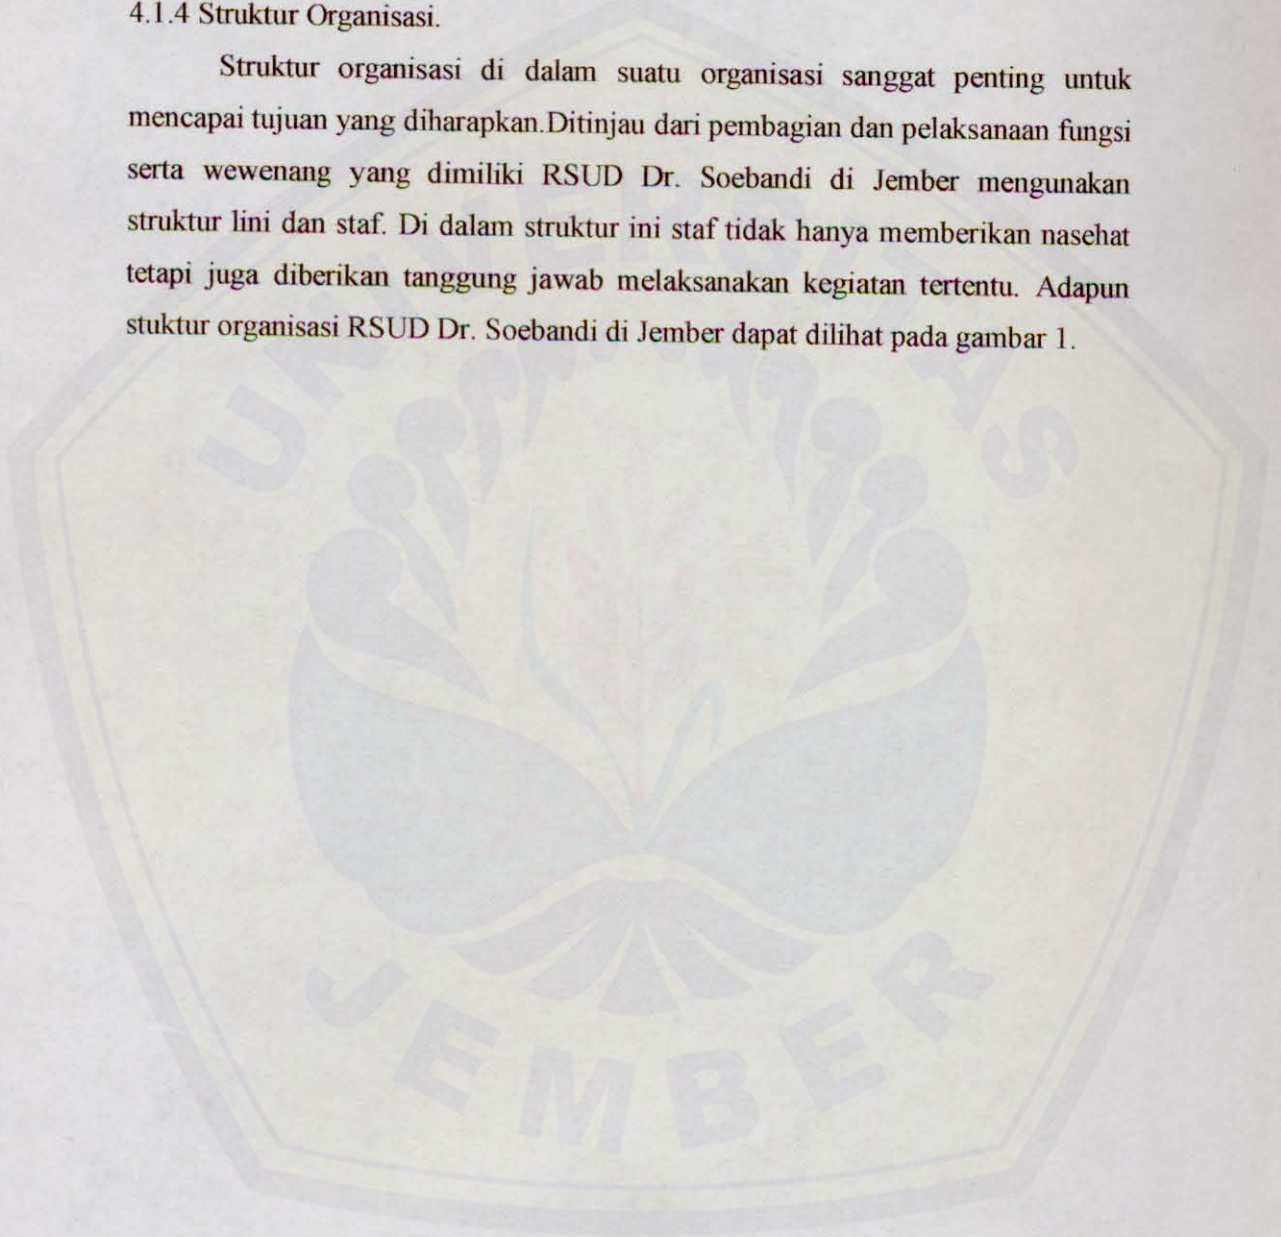 4.1.4 Struktur Organisasi.
Struktur organisasi di dalam suatu organisasi sanggat penting untuk
mencapai tujuan yang diharapkan.Ditinjau dari pembagian dan pelaksanaan fungsi
serta wewenang yang dimiliki RSUD Dr. Soebandi di Jember mengunakan
struktur lini dan staf. Di dalam struktur ini staf tidak hanya memberikan nasehat
tetapi juga diberikan tanggung jawab melaksanakan kegiatan tertentu. Adapun
stuktur organisasi RSUD Dr. Soebandi di Jember dapat dilihat pada gambar 1.
UNIVERSITAS
JEMBER